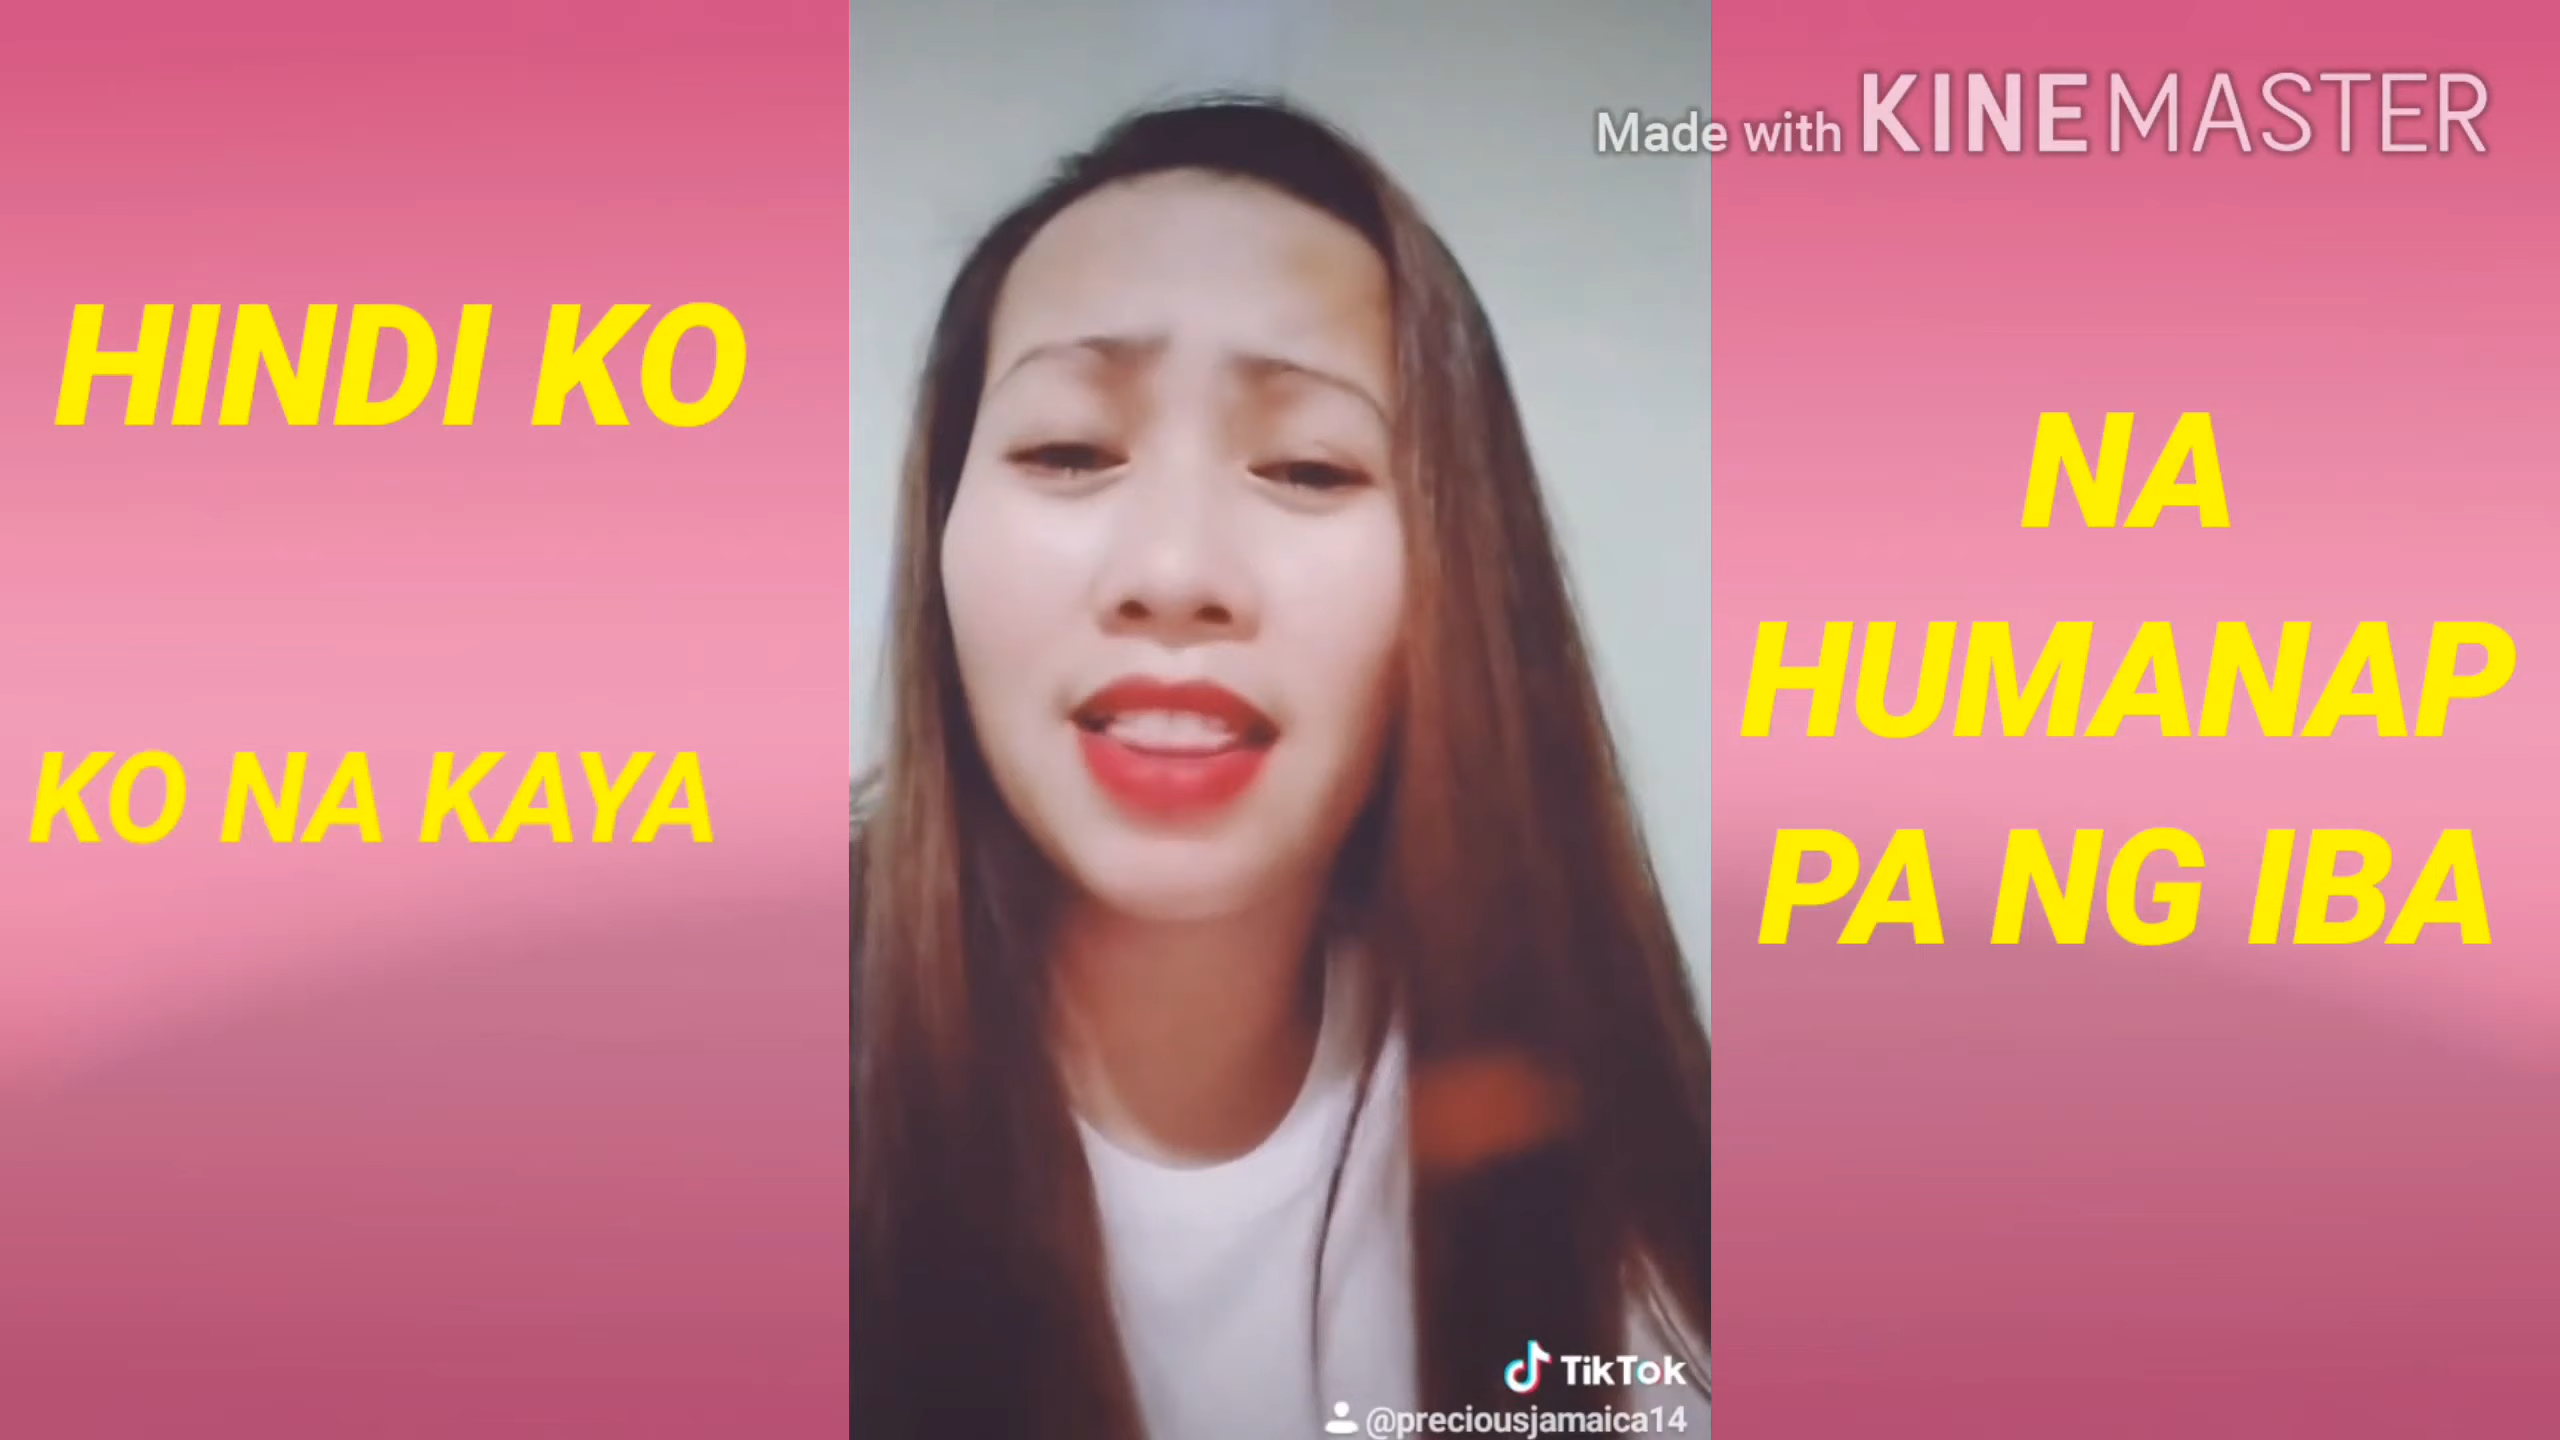 Made with KINEMASTER
HINDI KO
KO NA KAYA
NA
HUMANAP
PA NG IBA
TikTok
@preciousjamaica14